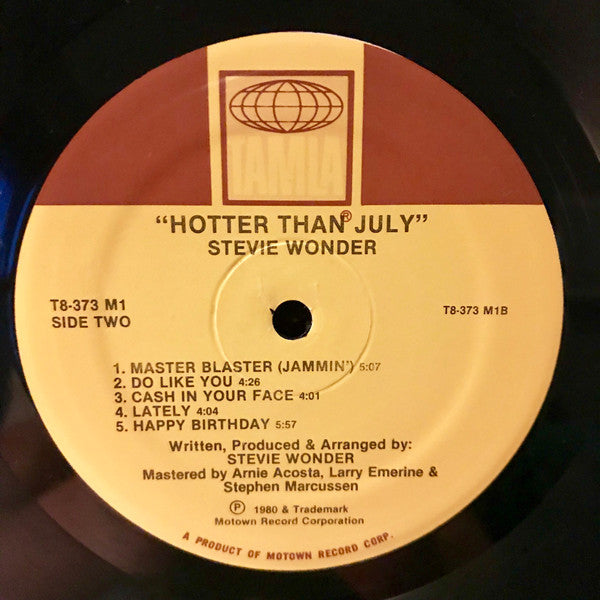 TAMLA
®
"HOTTER THAN JULY"
STEVIE WONDER
T8-373 M1
SIDE TWO
T8-373 M1B
1. MASTER BLASTER (JAMMIN') 5:07
2. DO LIKE YOU 4:26
3. CASH IN YOUR FACE 4:01
4. LATELY 4:04
5. HAPPY BIRTHDAY 5:57
Written, Produced & Arranged by:
STEVIE WONDER
Mastered by Arnie Acosta, Larry Emerine &
Stephen Marcussen
℗ 1980 & Trademark
Motown Record Corporation
A PRODUCT OF MOTOWN RECORD CORP.